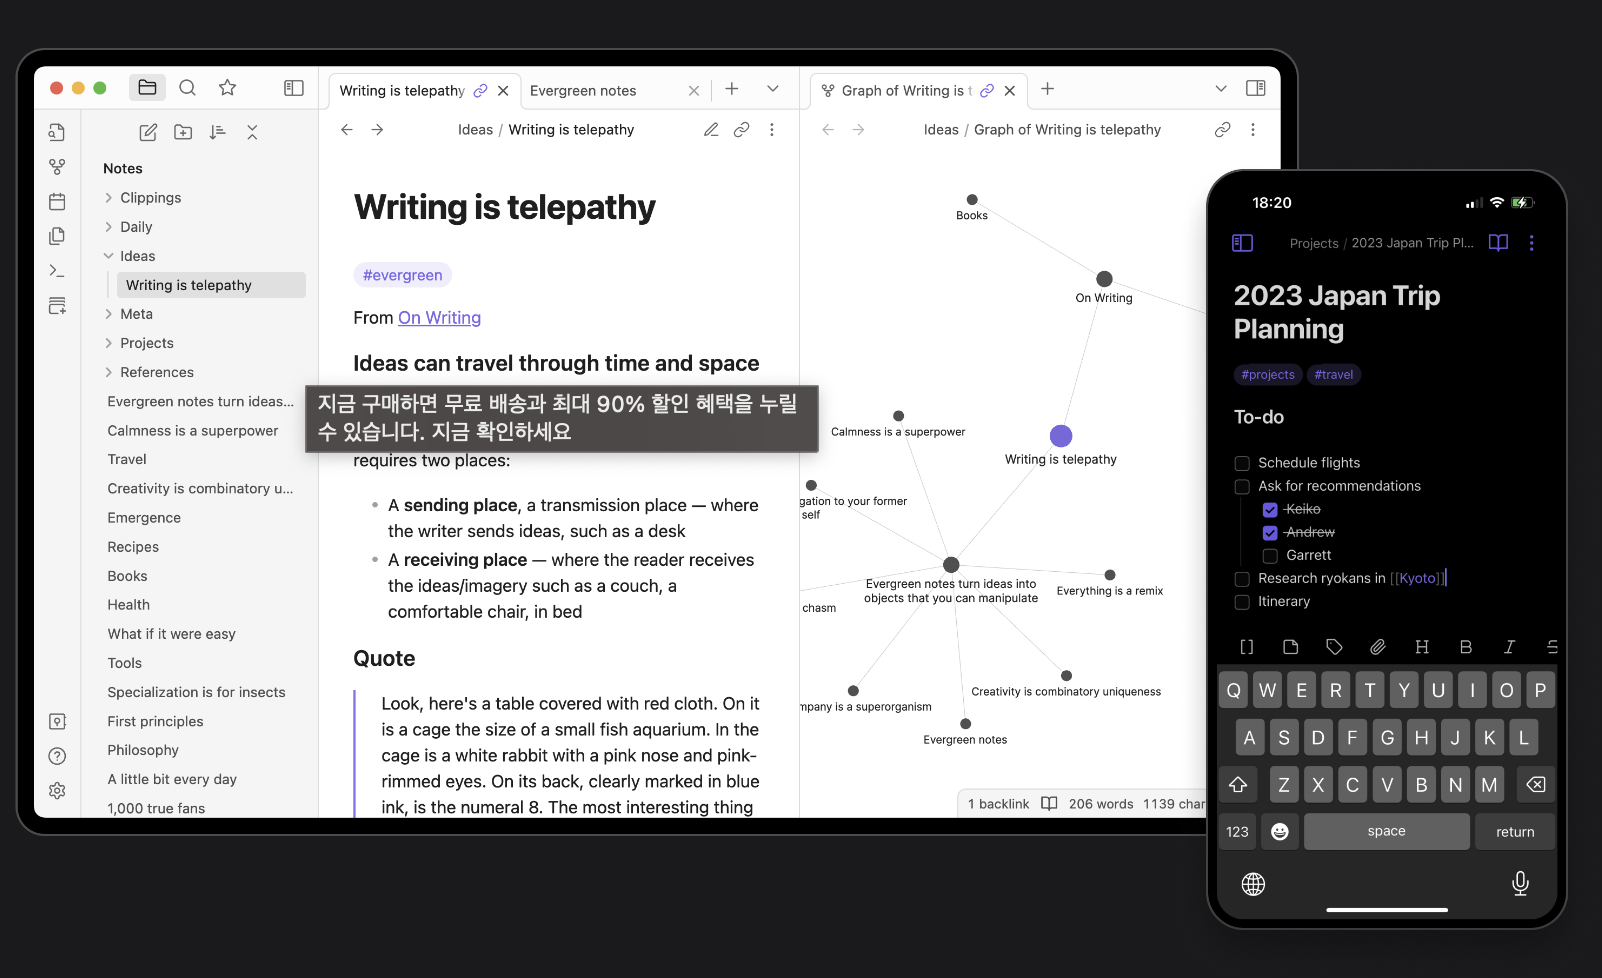 Writing is telepathy
Evergreen notes
Graph of Writing is t
Ideas / Writing is telepathy
Ideas / Graph of Writing is telepathy
Notes
Clippings
Daily
Ideas
Writing is telepathy
Meta
Projects
References
Evergreen notes turn ideas...
Calmness is a superpower
Travel
Creativity is combinatory u...
Emergence
Recipes
Books
Health
What if it were easy
Tools
Specialization is for insects
First principles
Philosophy
A little bit every day
1,000 true fans
Writing is telepathy
#evergreen
From On Writing
Ideas can travel through time and space
지금 구매하면 무료 배송과 최대 90% 할인 혜택을 누릴
수 있습니다. 지금 확인하세요
requires two places:
• A sending place, a transmission place — where
the writer sends ideas, such as a desk
• A receiving place — where the reader receives
the ideas/imagery such as a couch, a
comfortable chair, in bed
Quote
Look, here's a table covered with red cloth. On it
is a cage the size of a small fish aquarium. In the
cage is a white rabbit with a pink nose and pink-
rimmed eyes. On its back, clearly marked in blue
ink, is the numeral 8. The most interesting thing
Books
On Writing
Calmness is a superpower
Writing is telepathy
gation to your former
self
Evergreen notes turn ideas into
objects that you can manipulate
Everything is a remix
chasm
Creativity is combinatory uniqueness
mpany is a superorganism
Evergreen notes
1 backlink 206 words 1139 char
18:20
Projects / 2023 Japan Trip Pl...
2023 Japan Trip
Planning
#projects #travel
To-do
Schedule flights
Ask for recommendations
Keiko
Andrew
Garrett
Research ryokans in [[Kyoto]]
Itinerary
[] H B I S
Q W E R T Y U I O P
A S D F G H J K L
Z X C V B N M
123 space return